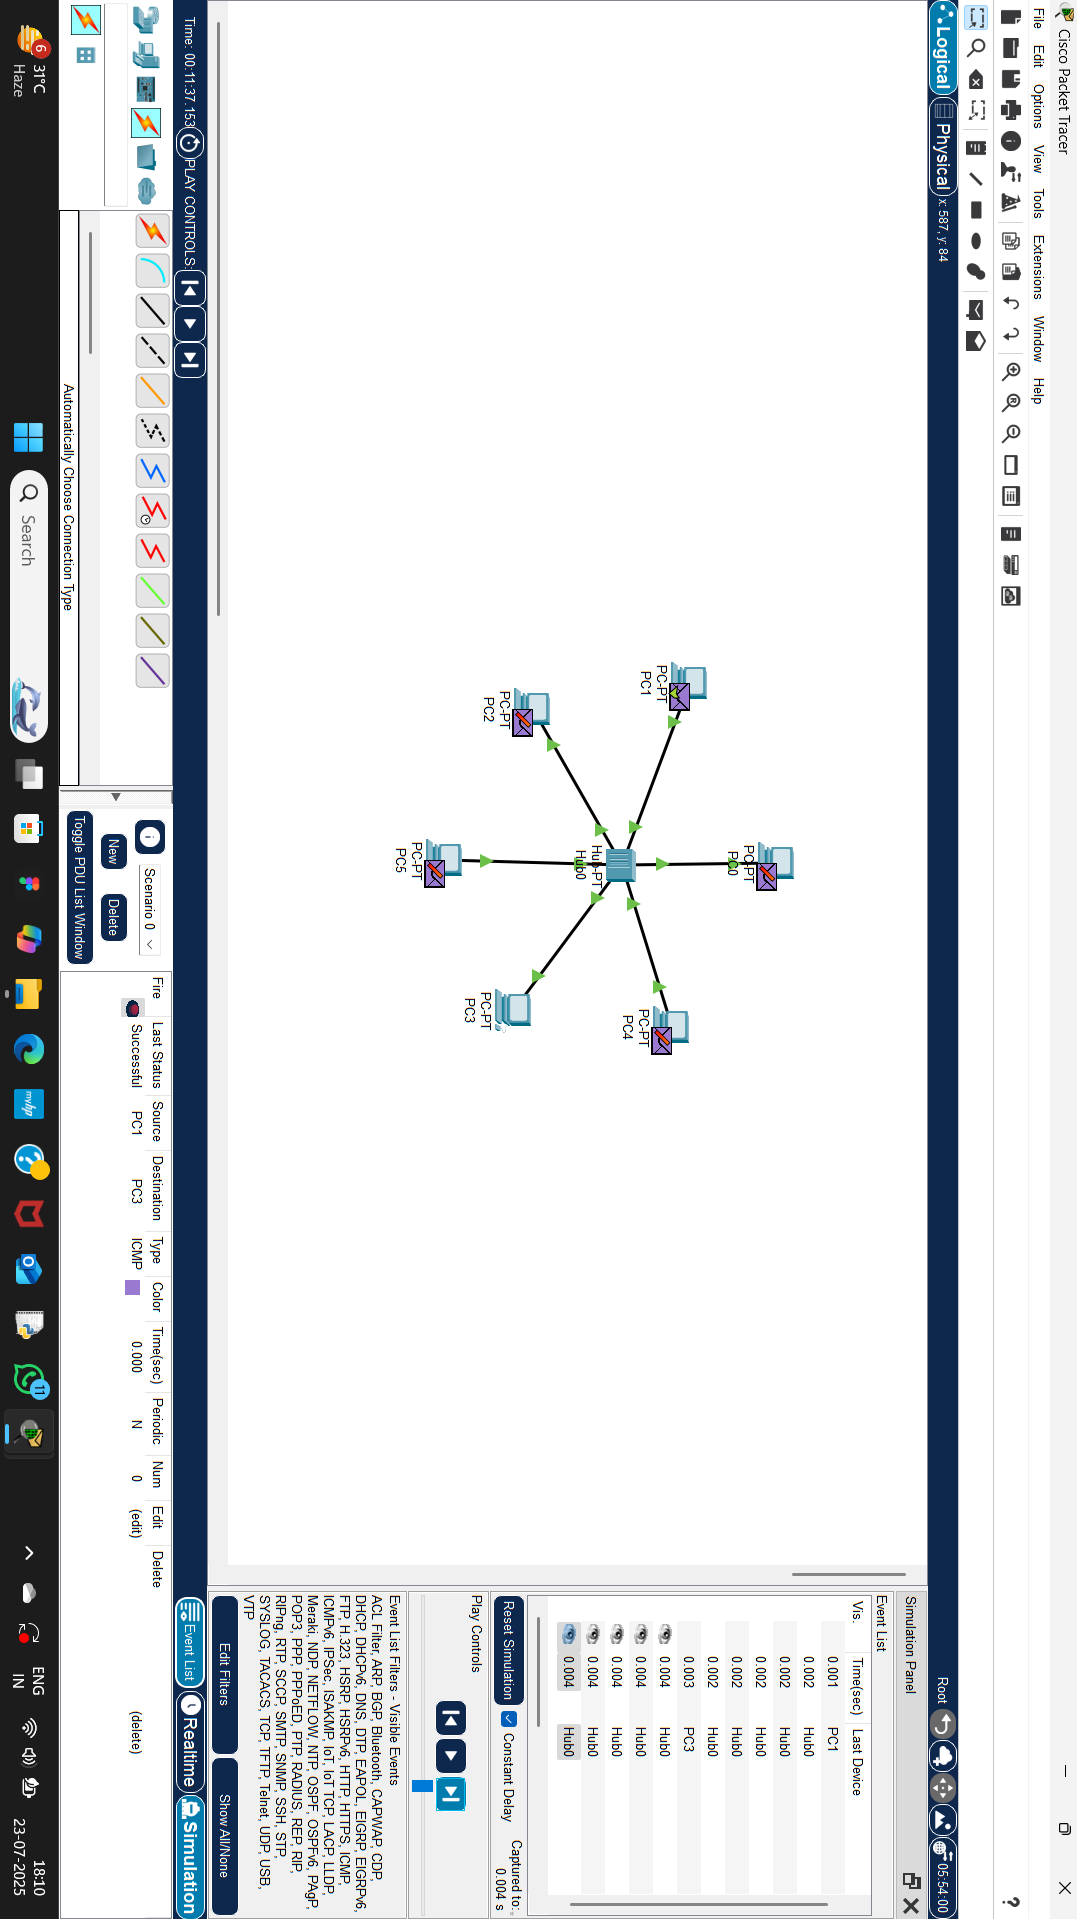 Cisco Packet Tracer
File Edit Options View Tools Extensions Window Help
?
Logical Physical x: 587, y: 84
Root 05:54:00
PC-PT
PC0
PC-PT
PC1
PC-PT
PC4
Hub-PT
Hub0
PC-PT
PC2
PC-PT
PC3
PC-PT
PC5
Simulation Panel
Event List
Vis. Time(sec) Last Device
0.001 PC1
0.002 Hub0
0.002 Hub0
0.002 Hub0
0.002 Hub0
0.002 Hub0
0.003 PC3
0.004 Hub0
0.004 Hub0
0.004 Hub0
0.004 Hub0
0.004 Hub0
Reset Simulation Constant Delay Captured to:
0.004 s
Play Controls
Event List Filters - Visible Events
ACL Filter, ARP, BGP, Bluetooth, CAPWAP, CDP,
DHCP, DHCPv6, DNS, DTP, EAPOL, EIGRP, EIGRPv6,
FTP, H.323, HSRP, HSRPv6, HTTP, HTTPS, ICMP,
ICMPv6, IPSec, ISAKMP, IoT, IoT TCP, LACP, LLDP,
Meraki, NDP, NETFLOW, NTP, OSPF, OSPFv6, PAgP,
POP3, PPP, PPPoED, PTP, RADIUS, REP, RIP,
RIPng, RTP, SCCP, SMTP, SNMP, SSH, STP,
SYSLOG, TACACS, TCP, TFTP, Telnet, UDP, USB,
VTP
Edit Filters Show All/None
Time: 00:11:37.153 PLAY CONTROLS:
Event List Realtime Simulation
Scenario 0
New Delete
Toggle PDU List Window
Fire Last Status Source Destination Type Color Time(sec) Periodic Num Edit Delete
Successful PC1 PC3 ICMP 0.000 N 0 (edit) (delete)
Automatically Choose Connection Type
6
31°C
Haze
Search
myhp
11
ENG
IN
18:10
23-07-2025